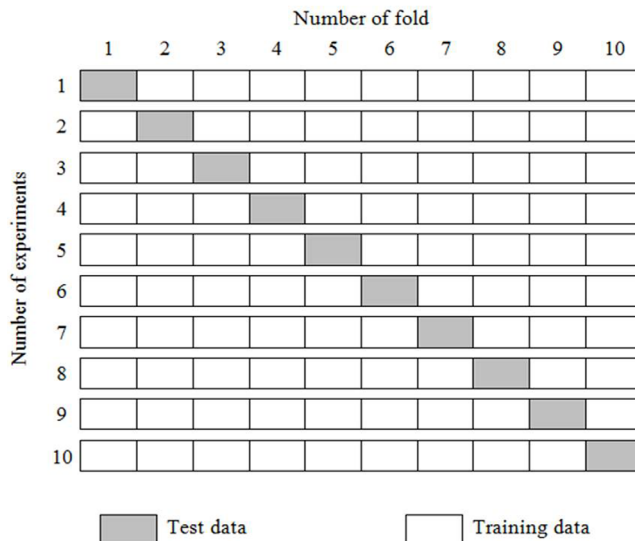 Number of fold
1 2 3 4 5 6 7 8 9 10
Number of experiments
1
2
3
4
5
6
7
8
9
10
Test data
Training data